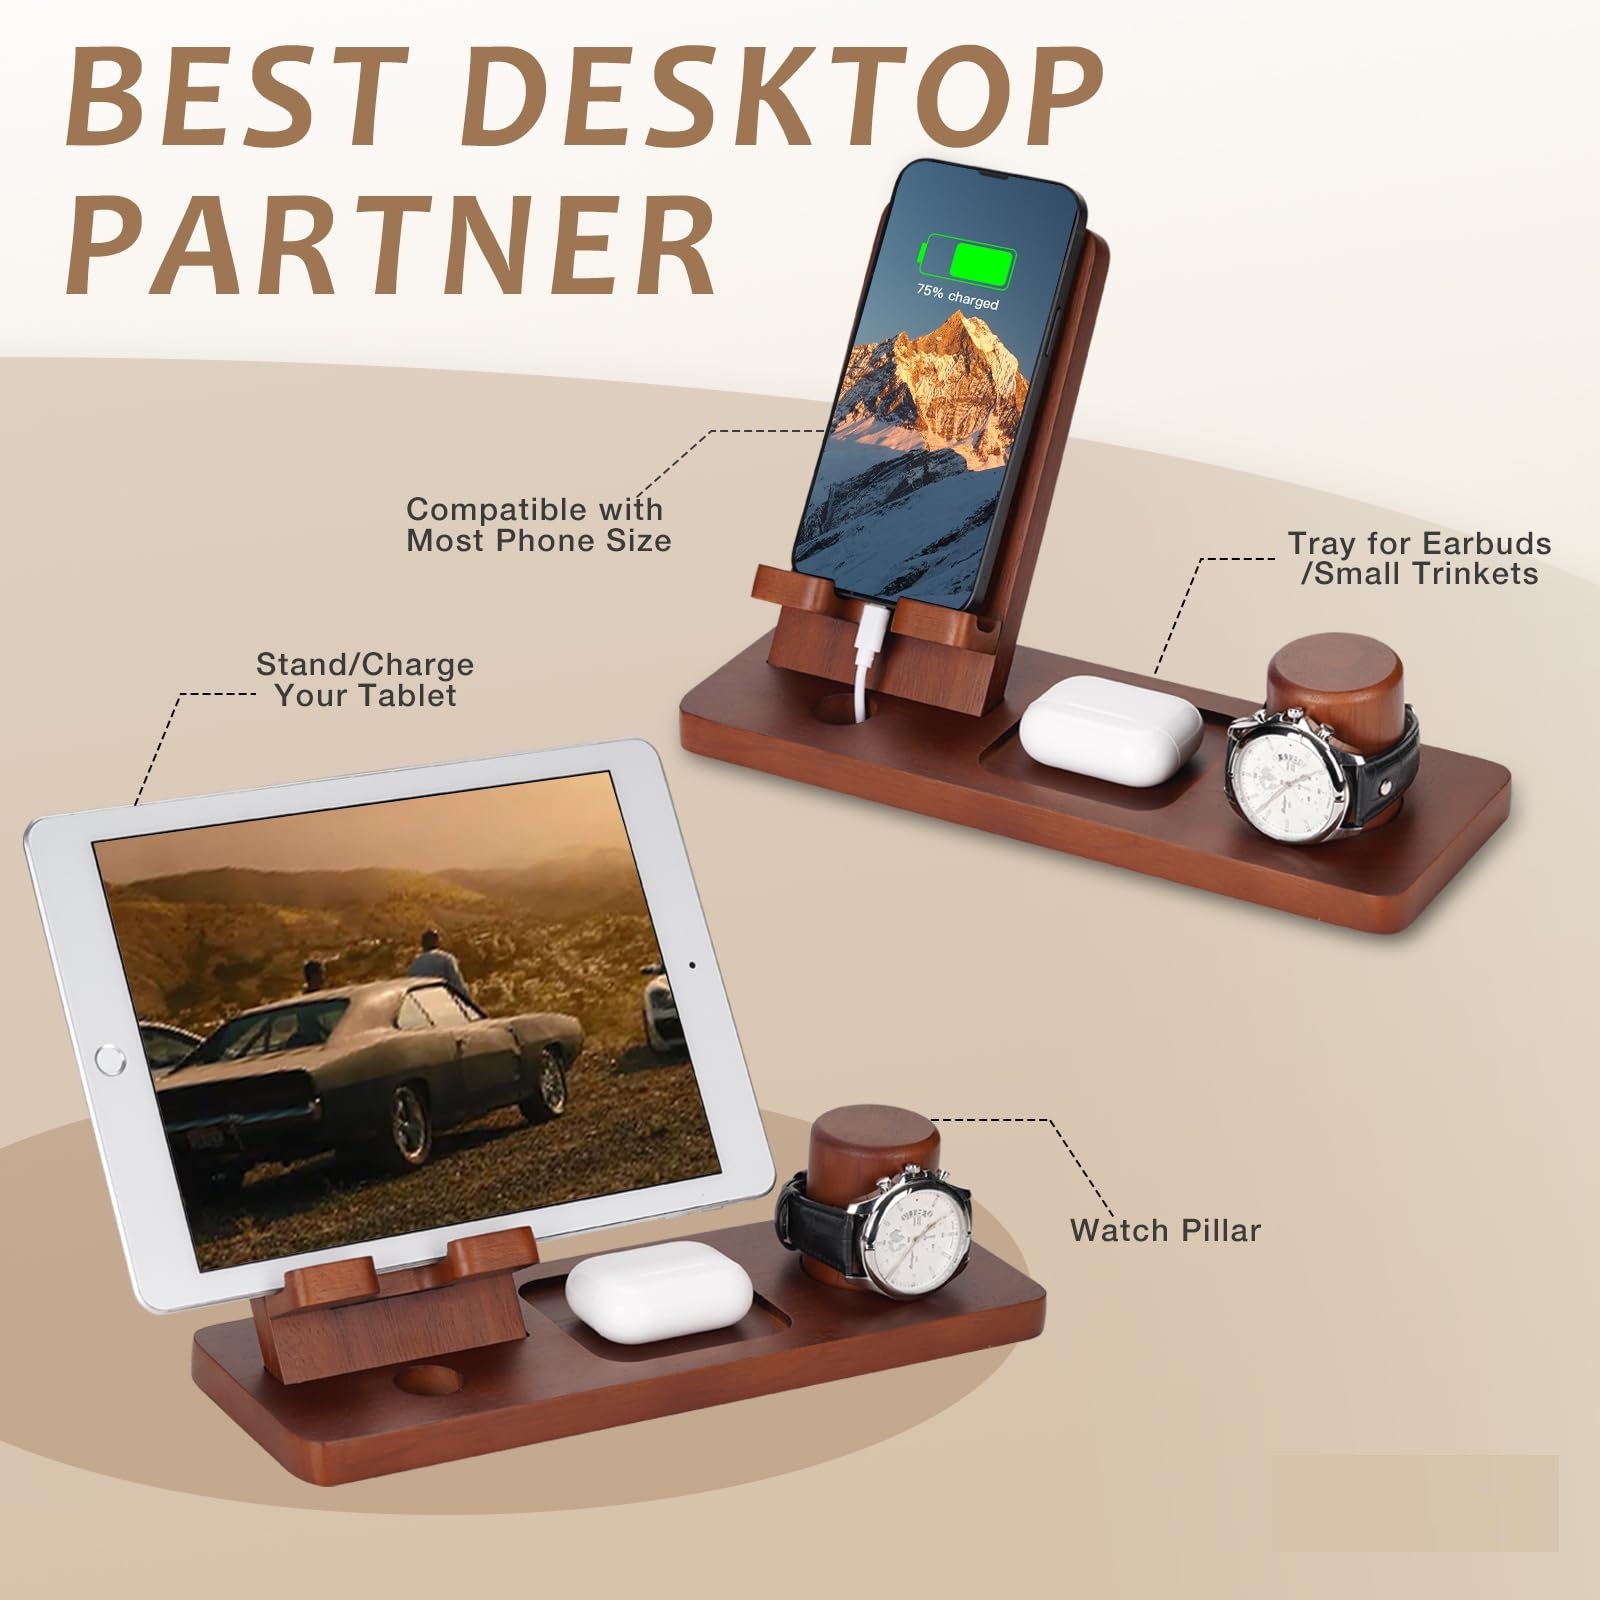 BEST DESKTOP
PARTNER
75% charged
Compatible with
Most Phone Size
Tray for Earbuds
/Small Trinkets
Stand/Charge
Your Tablet
Watch Pillar